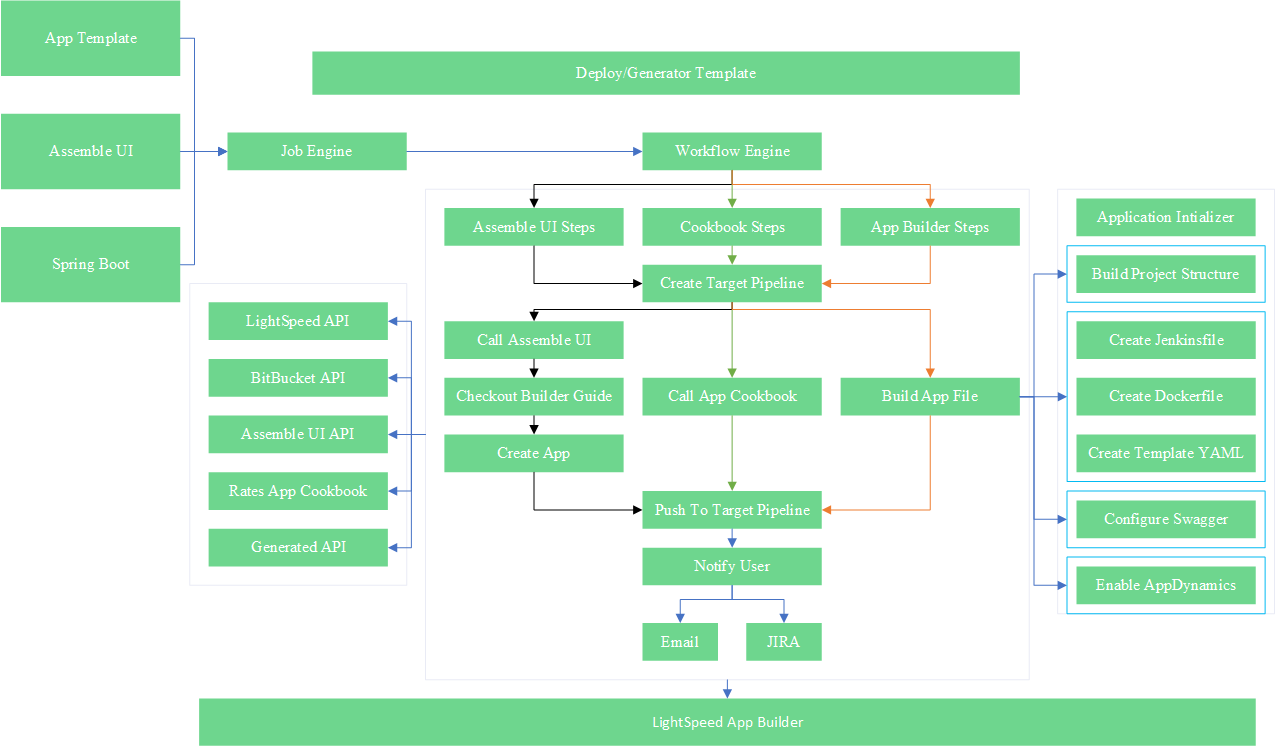 App Template
Deploy/Generator Template
Assemble UI
Job Engine
Workflow Engine
Spring Boot
Assemble UI Steps
Cookbook Steps
App Builder Steps
Create Target Pipeline
Call Assemble UI
Checkout Builder Guide
Call App Cookbook
Build App File
Create App
Push To Target Pipeline
Notify User
Email
JIRA
LightSpeed API
BitBucket API
Assemble UI API
Rates App Cookbook
Generated API
Application Intializer
Build Project Structure
Create Jenkinsfile
Create Dockerfile
Create Template YAML
Configure Swagger
Enable AppDynamics
LightSpeed App Builder